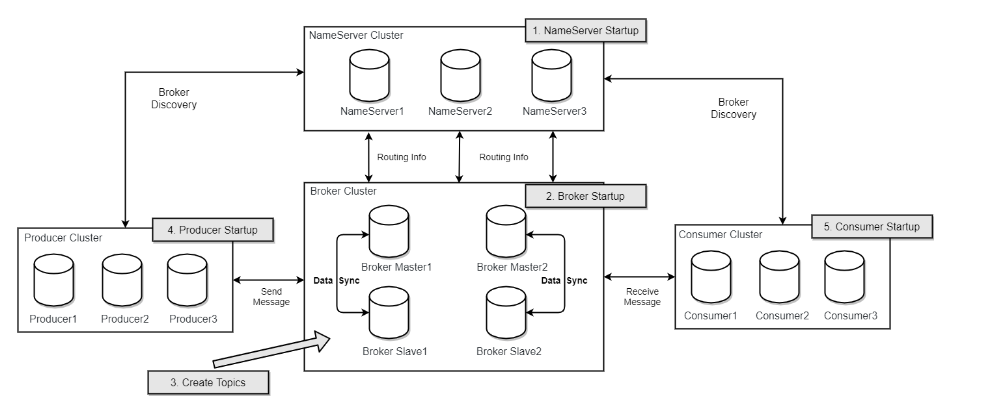 1. NameServer Startup
NameServer Cluster
NameServer1
NameServer2
NameServer3
Broker
Discovery
Broker
Discovery
Routing Info
Routing Info
Broker Cluster
2. Broker Startup
4. Producer Startup
Producer Cluster
Producer1
Producer2
Producer3
Send
Message
Broker Master1
Broker Master2
Data Sync
Data Sync
Broker Slave1
Broker Slave2
Receive
Message
5. Consumer Startup
Consumer Cluster
Consumer1
Consumer2
Consumer3
3. Create Topics